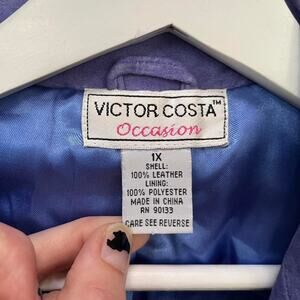 VICTOR COSTA™
Occasion
1X
SHELL:
100% LEATHER
LINING:
100% POLYESTER
MADE IN CHINA
RN 90133
CARE SEE REVERSE